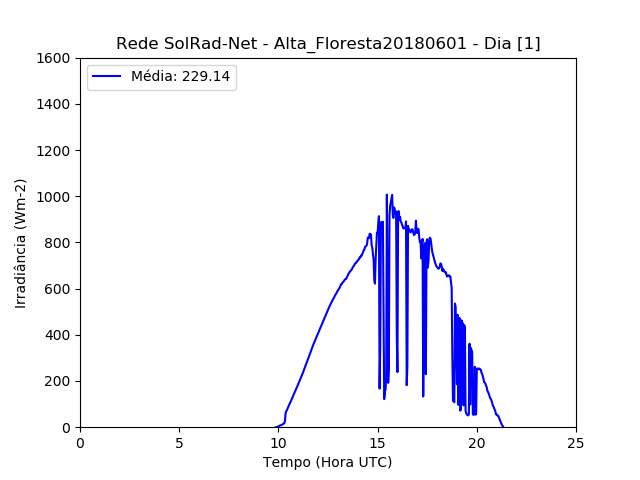 Rede SolRad-Net - Alta_Floresta20180601 - Dia [1]
Média: 229.14
1600
1400
1200
1000
800
600
400
200
0
Irradiância (Wm-2)
0 5 10 15 20 25
Tempo (Hora UTC)